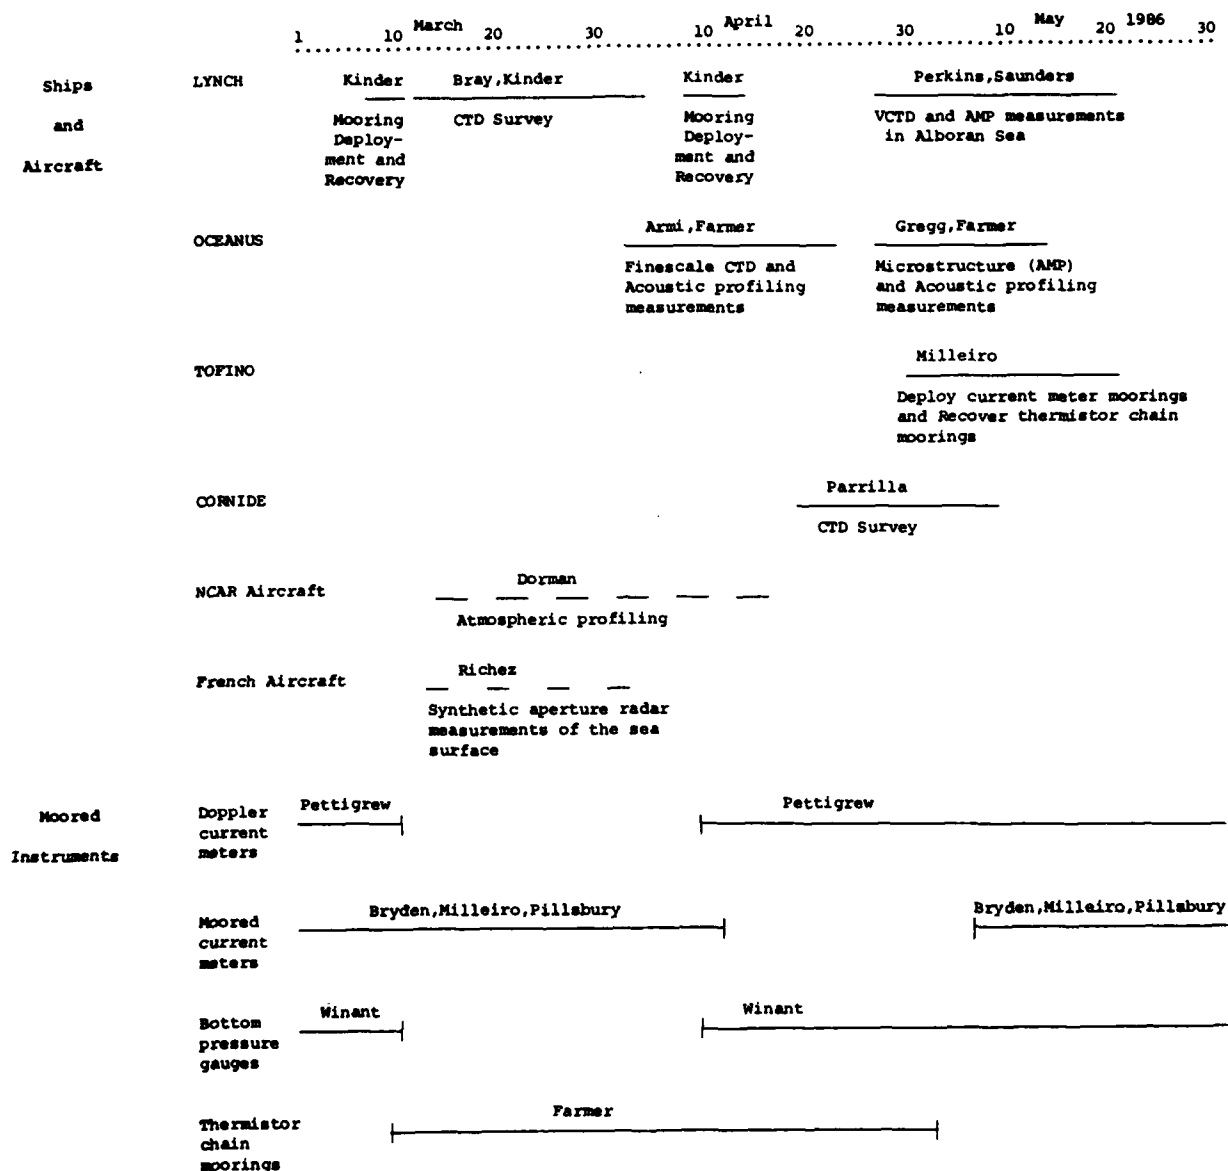 March April May 1986
1 10 20 30 10 20 30 10 20 30
Ships
and
Aircraft
LYNCH
Kinder
Mooring
Deploy-
ment and
Recovery
Bray,Kinder
CTD Survey
Kinder
Mooring
Deploy-
ment and
Recovery
Perkins,Saunders
VCTD and AMP measurements
in Alboran Sea
OCEANUS
Armi,Farmer
Finescale CTD and
Acoustic profiling
measurements
Gregg,Farmer
Microstructure (AMP)
and Acoustic profiling
measurements
TOFINO
Milleiro
Deploy current meter moorings
and Recover thermistor chain
moorings
CORNIDE
Parrilla
CTD Survey
NCAR Aircraft
Dorman
Atmospheric profiling
French Aircraft
Richez
Synthetic aperture radar
measurements of the sea
surface
Moored
Instruments
Doppler
current
meters
Pettigrew
Pettigrew
Moored
current
meters
Bryden,Milleiro,Pillsbury
Bryden,Milleiro,Pillsbury
Bottom
pressure
gauges
Winant
Winant
Thermistor
chain
moorings
Farmer